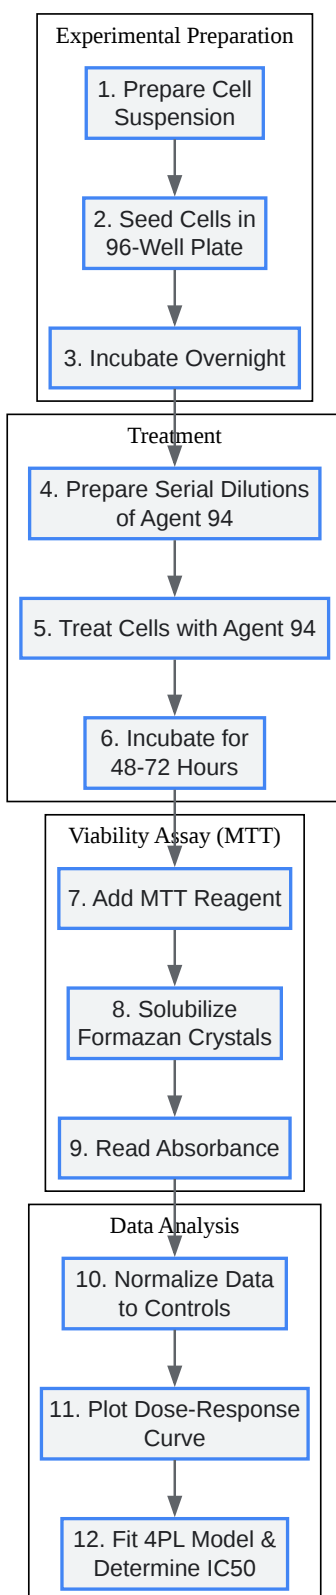 Experimental Preparation
1. Prepare Cell
Suspension
2. Seed Cells in
96-Well Plate
3. Incubate Overnight
Treatment
4. Prepare Serial Dilutions
of Agent 94
5. Treat Cells with Agent 94
6. Incubate for
48-72 Hours
Viability Assay (MTT)
7. Add MTT Reagent
8. Solubilize
Formazan Crystals
9. Read Absorbance
Data Analysis
10. Normalize Data
to Controls
11. Plot Dose-Response
Curve
12. Fit 4PL Model &
Determine IC50